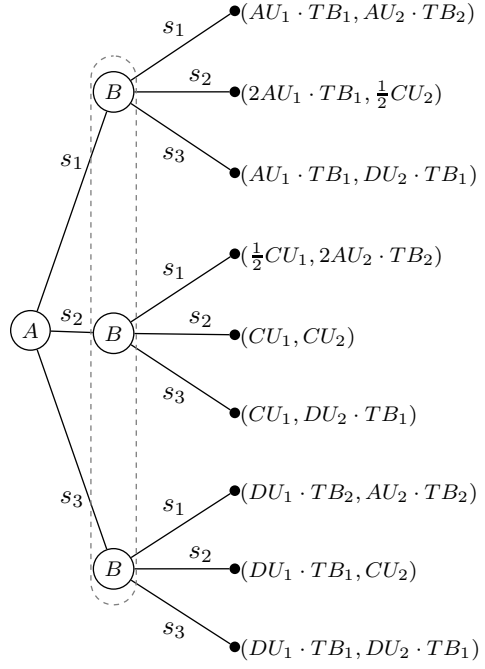 s₁
(AU₁ · TB₁, AU₂ · TB₂)
B
s₂
(2AU₁ · TB₁, ½CU₂)
s₁
s₃
(AU₁ · TB₁, DU₂ · TB₁)
s₁
(½CU₁, 2AU₂ · TB₂)
A
s₂
B
s₂
(CU₁, CU₂)
s₃
(CU₁, DU₂ · TB₁)
s₃
s₁
(DU₁ · TB₂, AU₂ · TB₂)
B
s₂
(DU₁ · TB₁, CU₂)
s₃
(DU₁ · TB₁, DU₂ · TB₁)